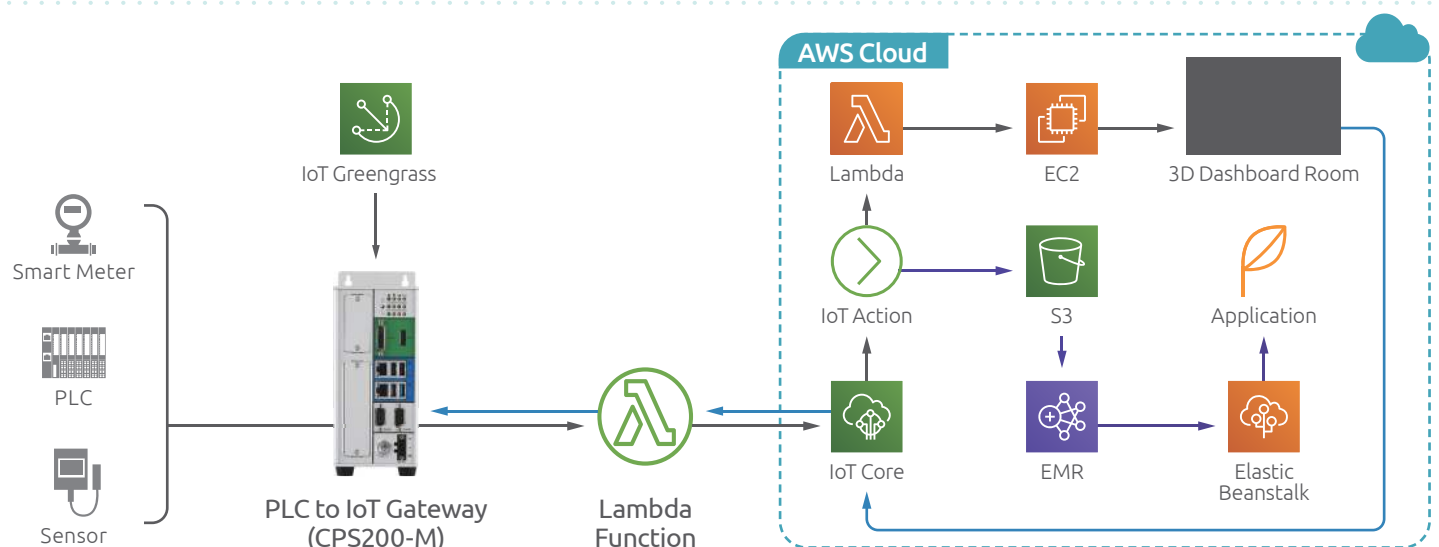 AWS Cloud
IoT Greengrass
Lambda
EC2
3D Dashboard Room
Smart Meter
IoT Action
S3
Application
PLC
IoT Core
EMR
Elastic
Beanstalk
Sensor
PLC to IoT Gateway
(CPS200-M)
Lambda
Function